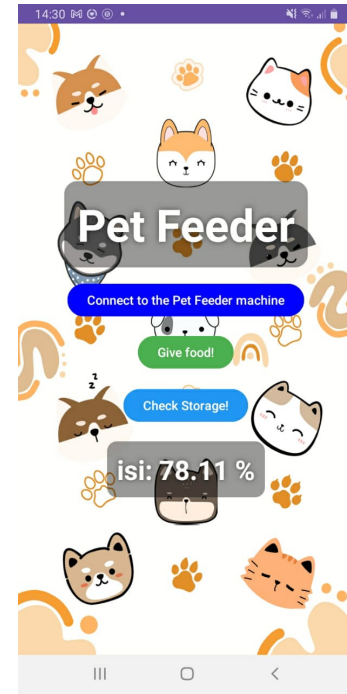 14:30
Pet Feeder
Connect to the Pet Feeder machine
Give food!
Check Storage!
z
z
isi: 78.11 %